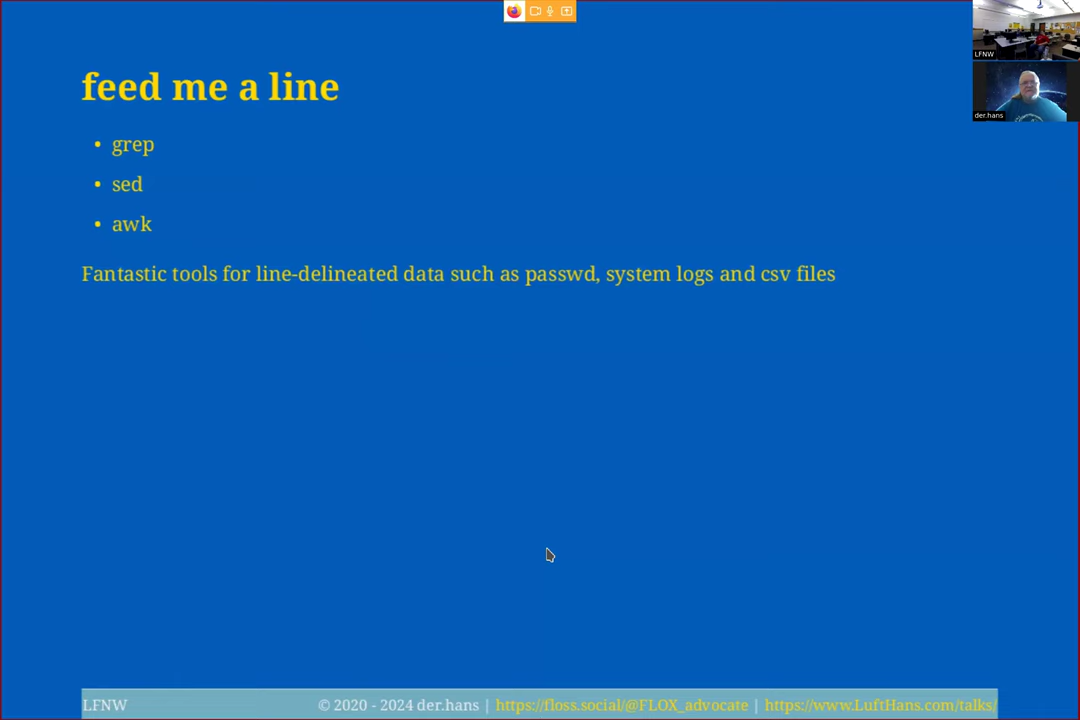 LFNW
der.hans
feed me a line
• grep
• sed
• awk
Fantastic tools for line-delineated data such as passwd, system logs and csv files
LFNW © 2020 - 2024 der.hans | https://floss.social/@FLOX_advocate | https://www.LuftHans.com/talks/